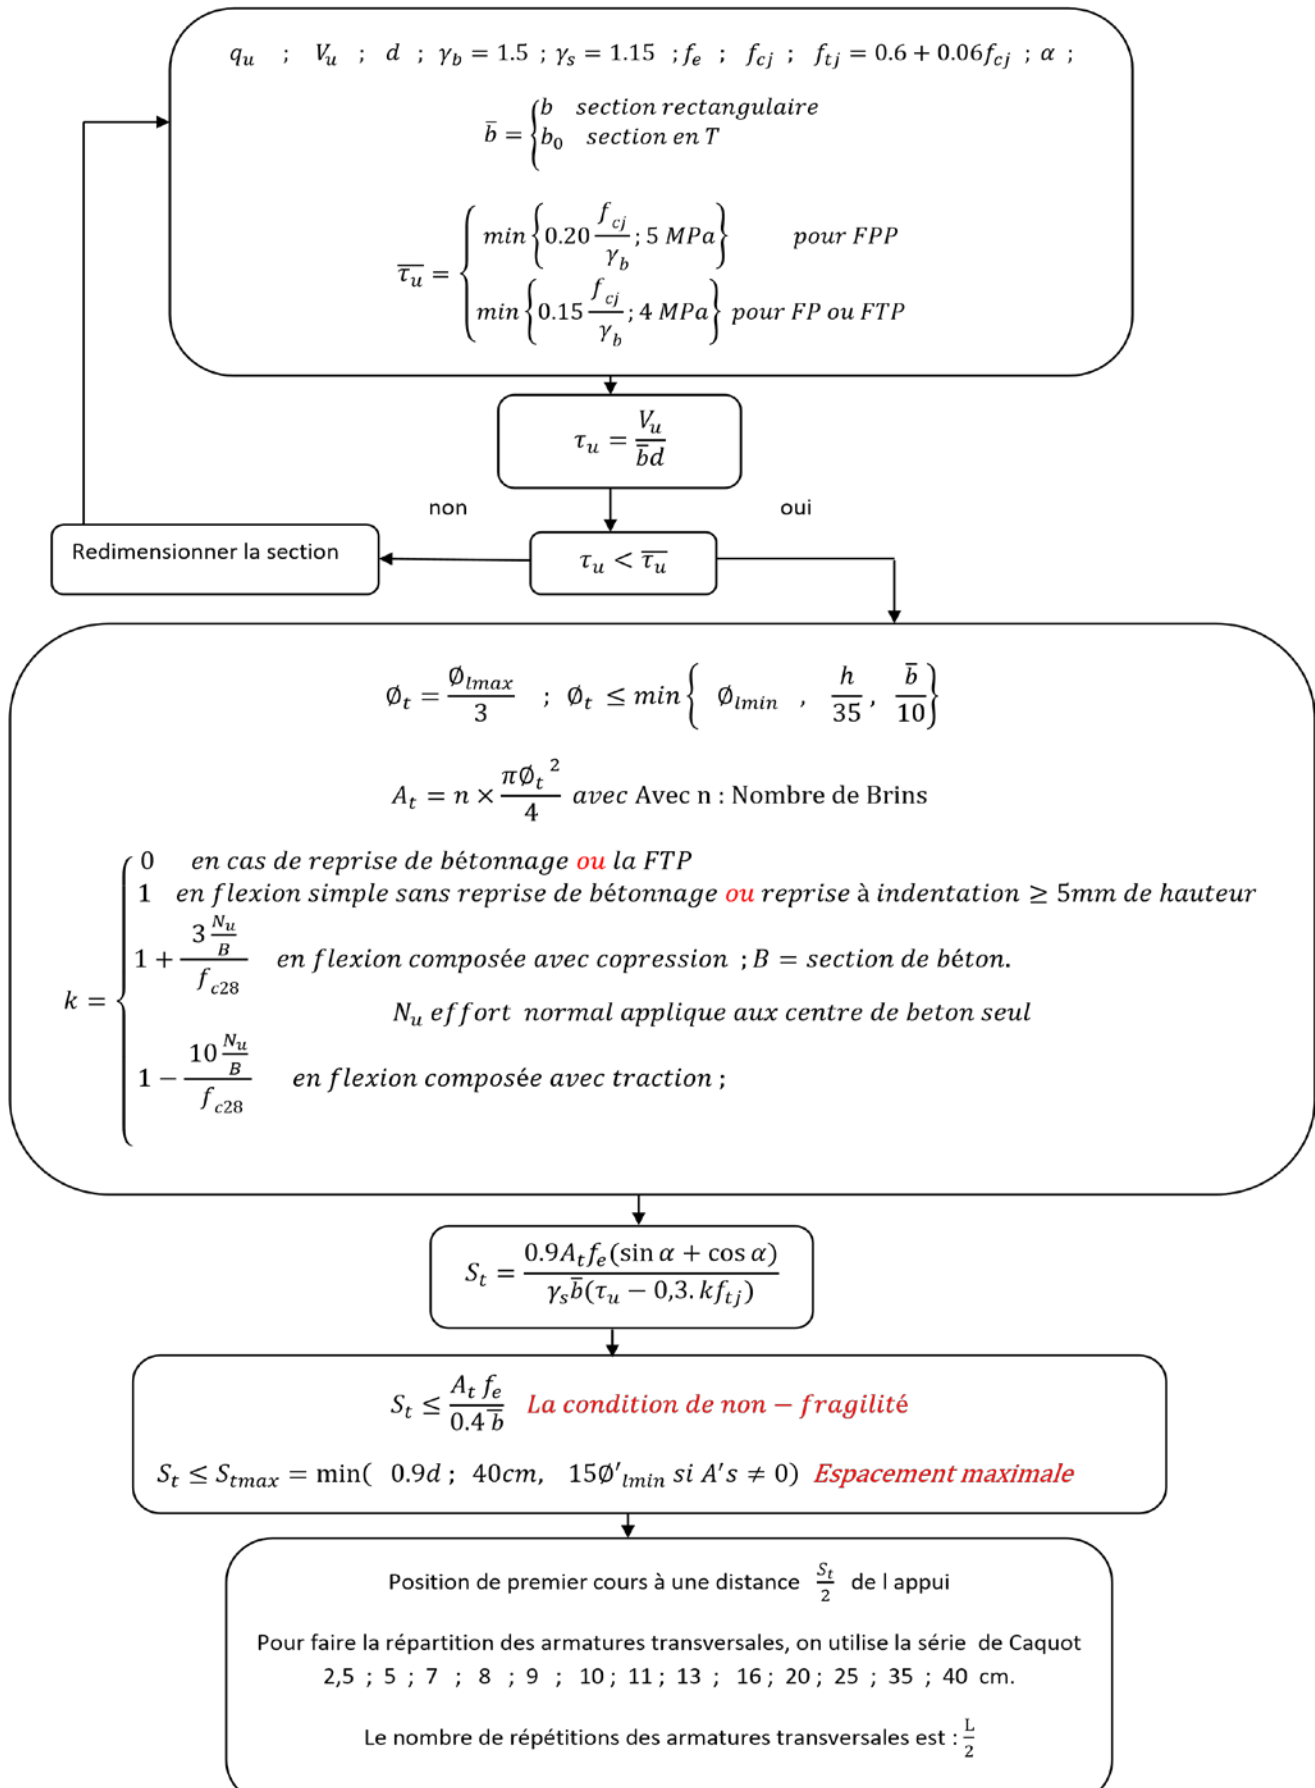 q_u ; V_u ; d ; γ_b = 1.5 ; γ_s = 1.15 ; f_e ; f_cj ; f_tj = 0.6 + 0.06f_cj ; α ;
b̄ = { b section rectangulaire
b_0 section en T
τ_u̅ = { min{0.20 f_cj/γ_b ; 5 MPa} pour FPP
min{0.15 f_cj/γ_b ; 4 MPa} pour FP ou FTP
τ_u = V_u/b̄d
non oui
Redimensionner la section
τ_u < τ_u̅
Ø_t = Ø_lmax/3 ; Ø_t ≤ min{ Ø_lmin , h/35 , b̄/10 }
A_t = n × πØ_t²/4 avec Avec n : Nombre de Brins
k = { 0 en cas de reprise de bétonnage ou la FTP
1 en flexion simple sans reprise de bétonnage ou reprise à indentation ≥ 5mm de hauteur
1 + (3 N_u/B)/f_c28 en flexion composée avec copression ; B = section de béton.
N_u effort normal applique aux centre de beton seul
1 − (10 N_u/B)/f_c28 en flexion composée avec traction ;
S_t = 0.9A_t f_e(sin α + cos α)/γ_s b̄(τ_u − 0,3. kf_tj)
S_t ≤ A_t f_e/0.4 b̄ La condition de non − fragilité
S_t ≤ S_tmax = min( 0.9d ; 40cm, 15Ø'_lmin si A's ≠ 0) Espacement maximale
Position de premier cours à une distance S_t/2 de l appui
Pour faire la répartition des armatures transversales, on utilise la série de Caquot
2,5 ; 5 ; 7 ; 8 ; 9 ; 10 ; 11 ; 13 ; 16 ; 20 ; 25 ; 35 ; 40 cm.
Le nombre de répétitions des armatures transversales est : L/2